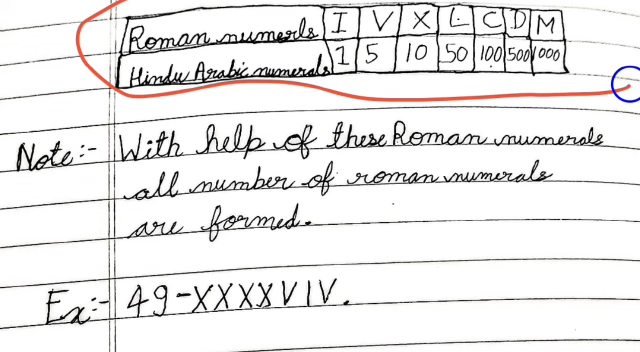 Roman numerls I V X L C D M
Hindu Arabic numerals 1 5 10 50 100 500 1000
Note:- With help of these Roman numerals
all number of roman numerals
are formed.
Ex:- 49-XXXXVIV.